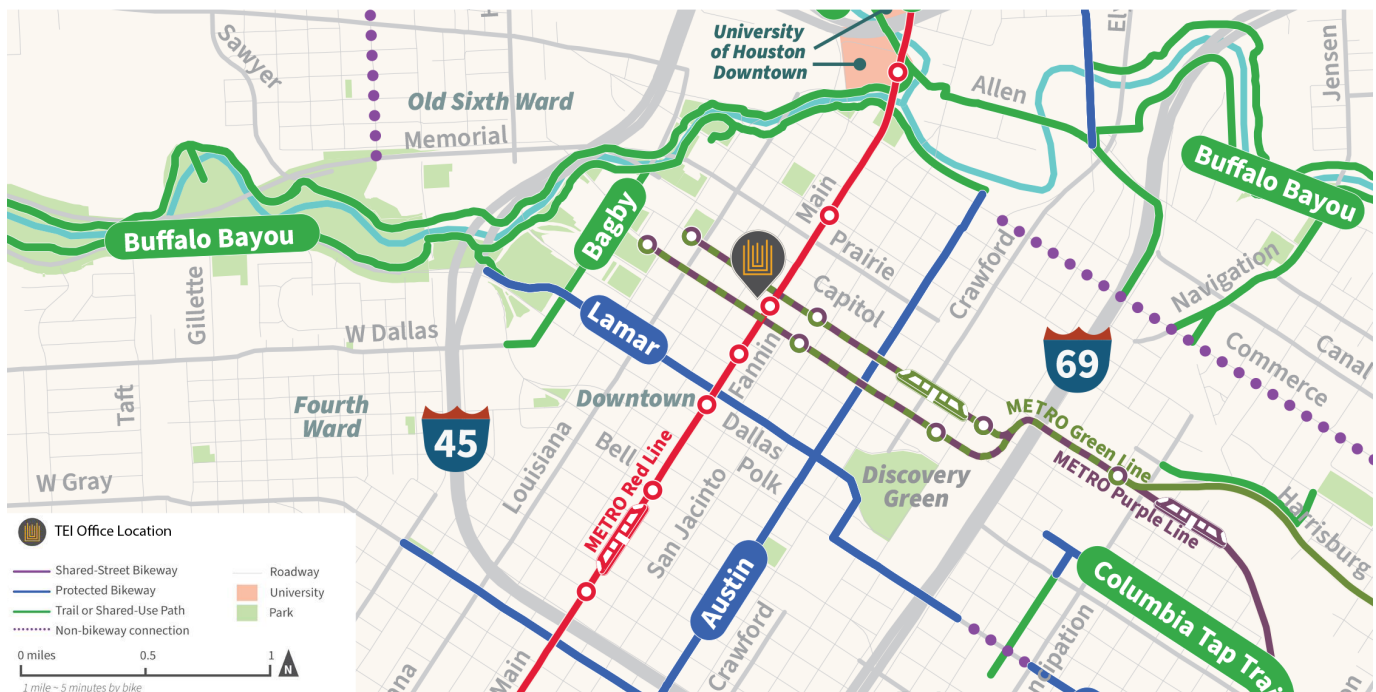 Sawyer
H
University
of Houston
Downtown
El
Jensen
Allen
Old Sixth Ward
Memorial
Buffalo Bayou
Buffalo Bayou
Bagby
Main
Prairie
Crawford
Navigation
Gillette
Capitol
Lamar
W Dallas
69
Canal
Commerce
Fannin
Taft
Fourth
Ward
Downtown
METRO Green Line
45
Louisiana
Bell
Dallas
Polk
Discovery
Green
METRO Purple Line
W Gray
METRO Red Line
San Jacinto
Harrisburg
TEI Office Location
Shared-Street Bikeway
Protected Bikeway
Trail or Shared-Use Path
Non-bikeway connection
Roadway
University
Park
Austin
Columbia Tap Trai
Crawford
ndipation
Main
ana
0 miles
0.5
1
N
1 mile ~ 5 minutes by bike